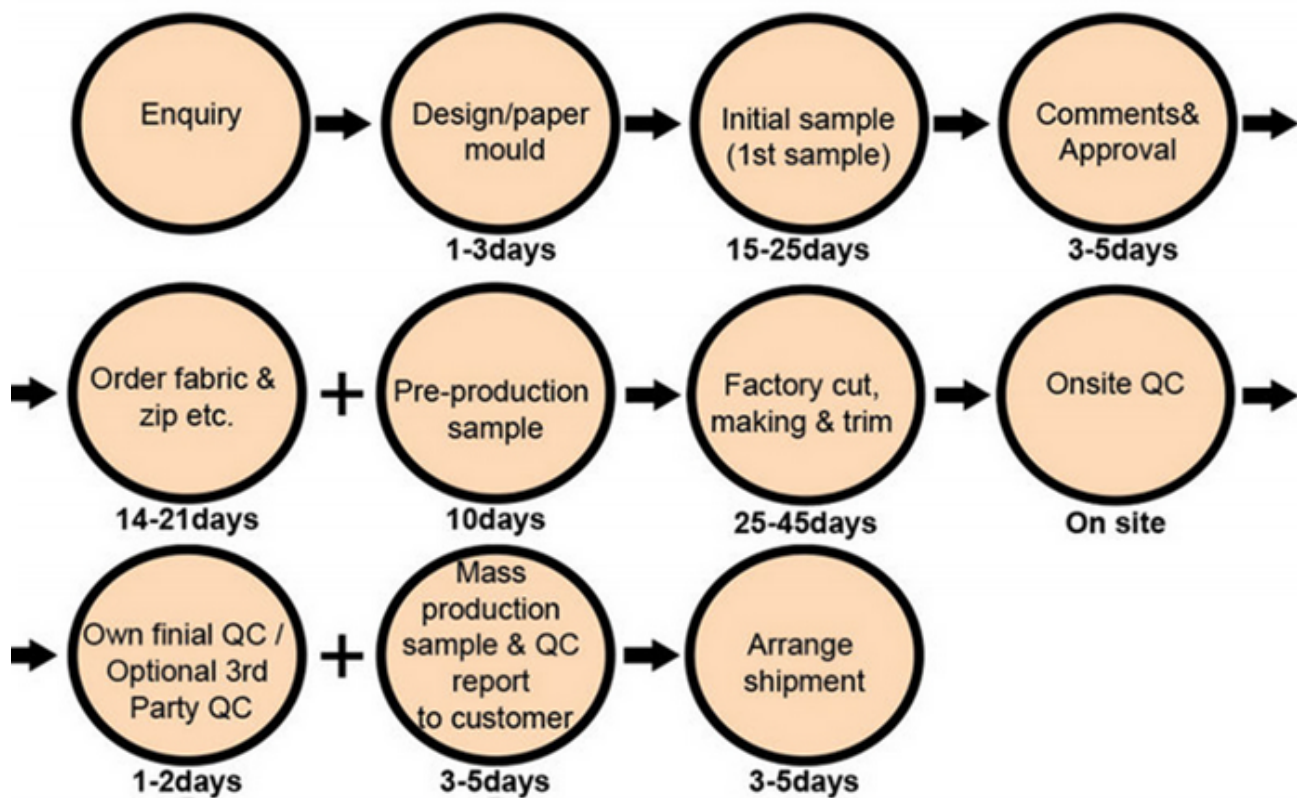 Enquiry
Design/paper
mould
1-3days
Initial sample
(1st sample)
15-25days
Comments&
Approval
3-5days
Order fabric &
zip etc.
14-21days
+
Pre-production
sample
10days
Factory cut,
making & trim
25-45days
Onsite QC
On site
Own finial QC /
Optional 3rd
Party QC
1-2days
+
Mass
production
sample & QC
report
to customer
3-5days
Arrange
shipment
3-5days